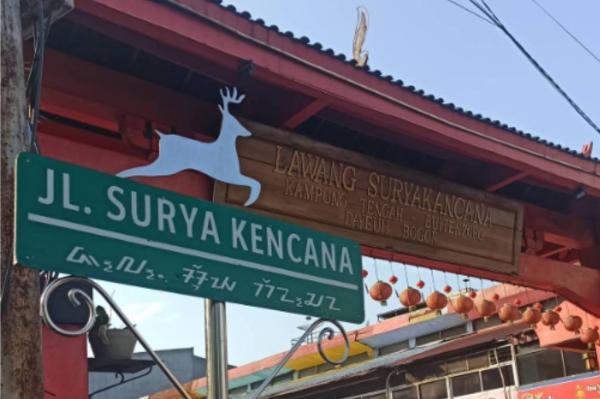 JL. SURYA KENCANA
LAWANG SURYAKANCANA
KAMPUNG TENGAH - BUITENZORG
DAYEUH BOGOR